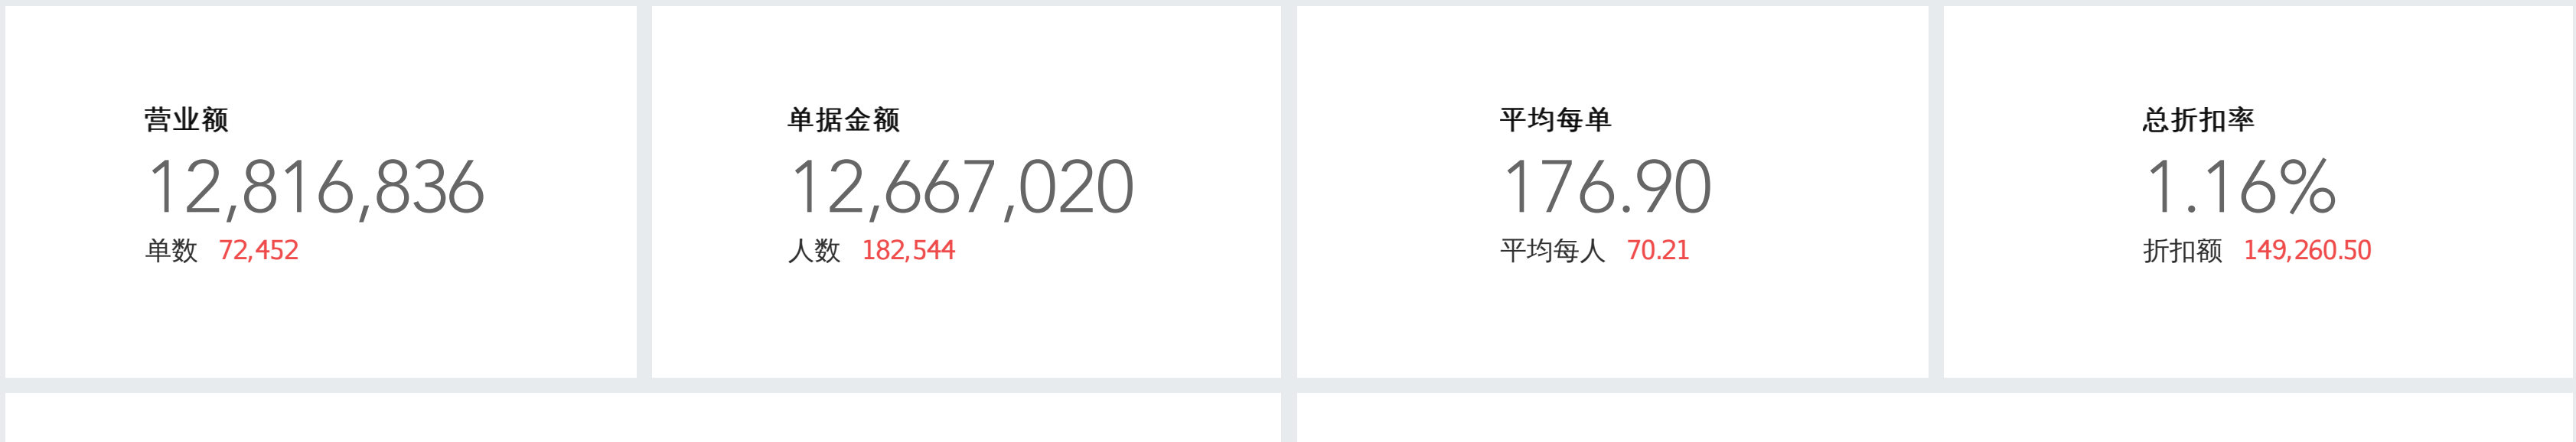 营业额
12,816,836
单数 72,452
单据金额
12,667,020
人数 182,544
平均每单
176.90
平均每人 70.21
总折扣率
1.16%
折扣额 149,260.50